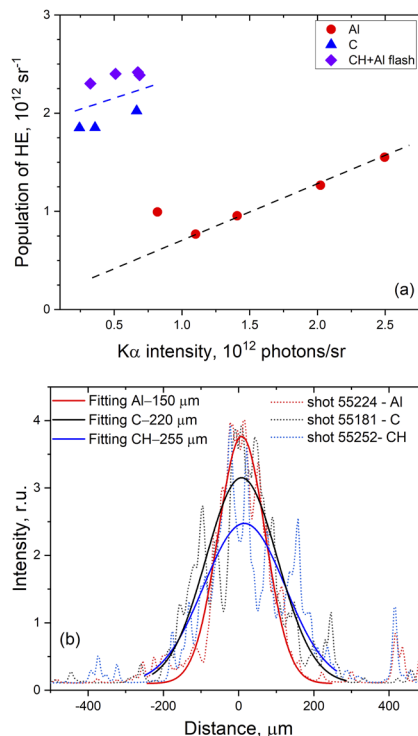 Al
C
CH+Al flash
Population of HE, 10¹² sr⁻¹
3
2
1
0
0.5
1.0
1.5
2.0
2.5
(a)
Kα intensity, 10¹² photons/sr
Fitting Al–150 μm
Fitting C–220 μm
Fitting CH–255 μm
shot 55224 - Al
shot 55181 - C
shot 55252- CH
Intensity, r.u.
5
4
3
2
1
0
(b)
-400
-200
0
200
400
Distance, μm